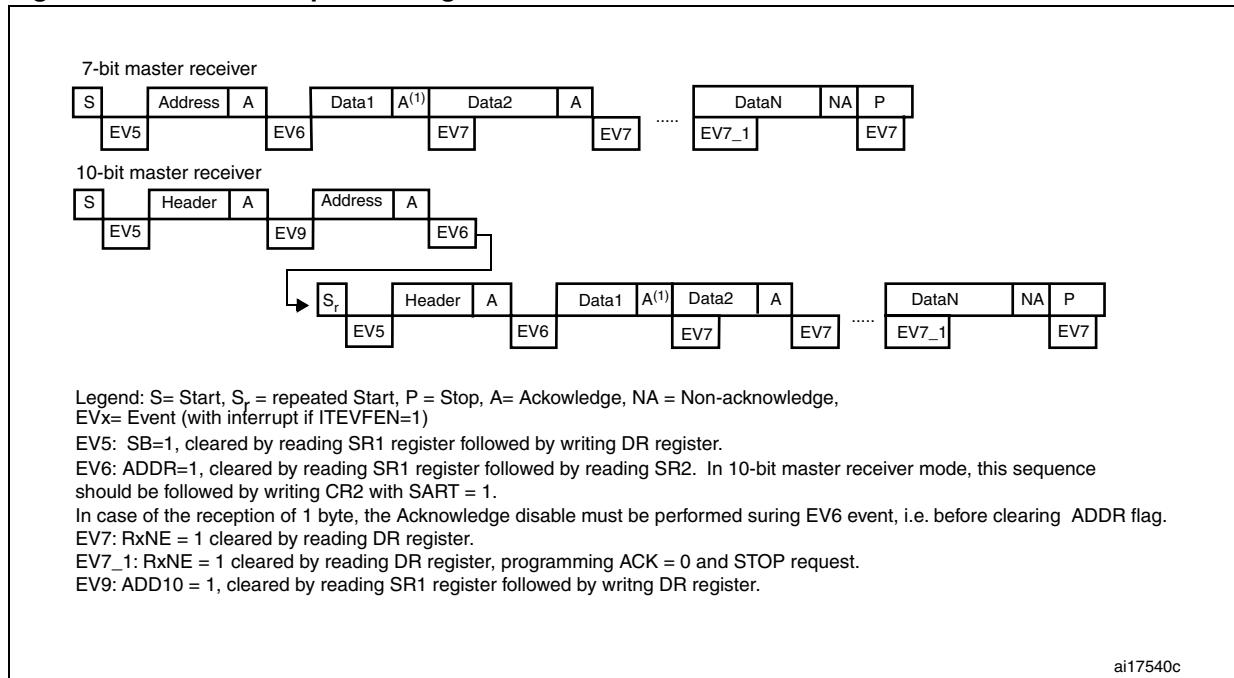 7-bit master receiver
S Address A Data1 A(1) Data2 A ..... DataN NA P
EV5 EV6 EV7 EV7 EV7_1 EV7
10-bit master receiver
S Header A Address A
EV5 EV9 EV6
Sr Header A Data1 A(1) Data2 A ..... DataN NA P
EV5 EV6 EV7 EV7 EV7_1 EV7
Legend: S= Start, Sr = repeated Start, P = Stop, A= Ackowledge, NA = Non-acknowledge,
EVx= Event (with interrupt if ITEVFEN=1)
EV5: SB=1, cleared by reading SR1 register followed by writing DR register.
EV6: ADDR=1, cleared by reading SR1 register followed by reading SR2. In 10-bit master receiver mode, this sequence
should be followed by writing CR2 with SART = 1.
In case of the reception of 1 byte, the Acknowledge disable must be performed suring EV6 event, i.e. before clearing ADDR flag.
EV7: RxNE = 1 cleared by reading DR register.
EV7_1: RxNE = 1 cleared by reading DR register, programming ACK = 0 and STOP request.
EV9: ADD10 = 1, cleared by reading SR1 register followed by writng DR register.
ai17540c